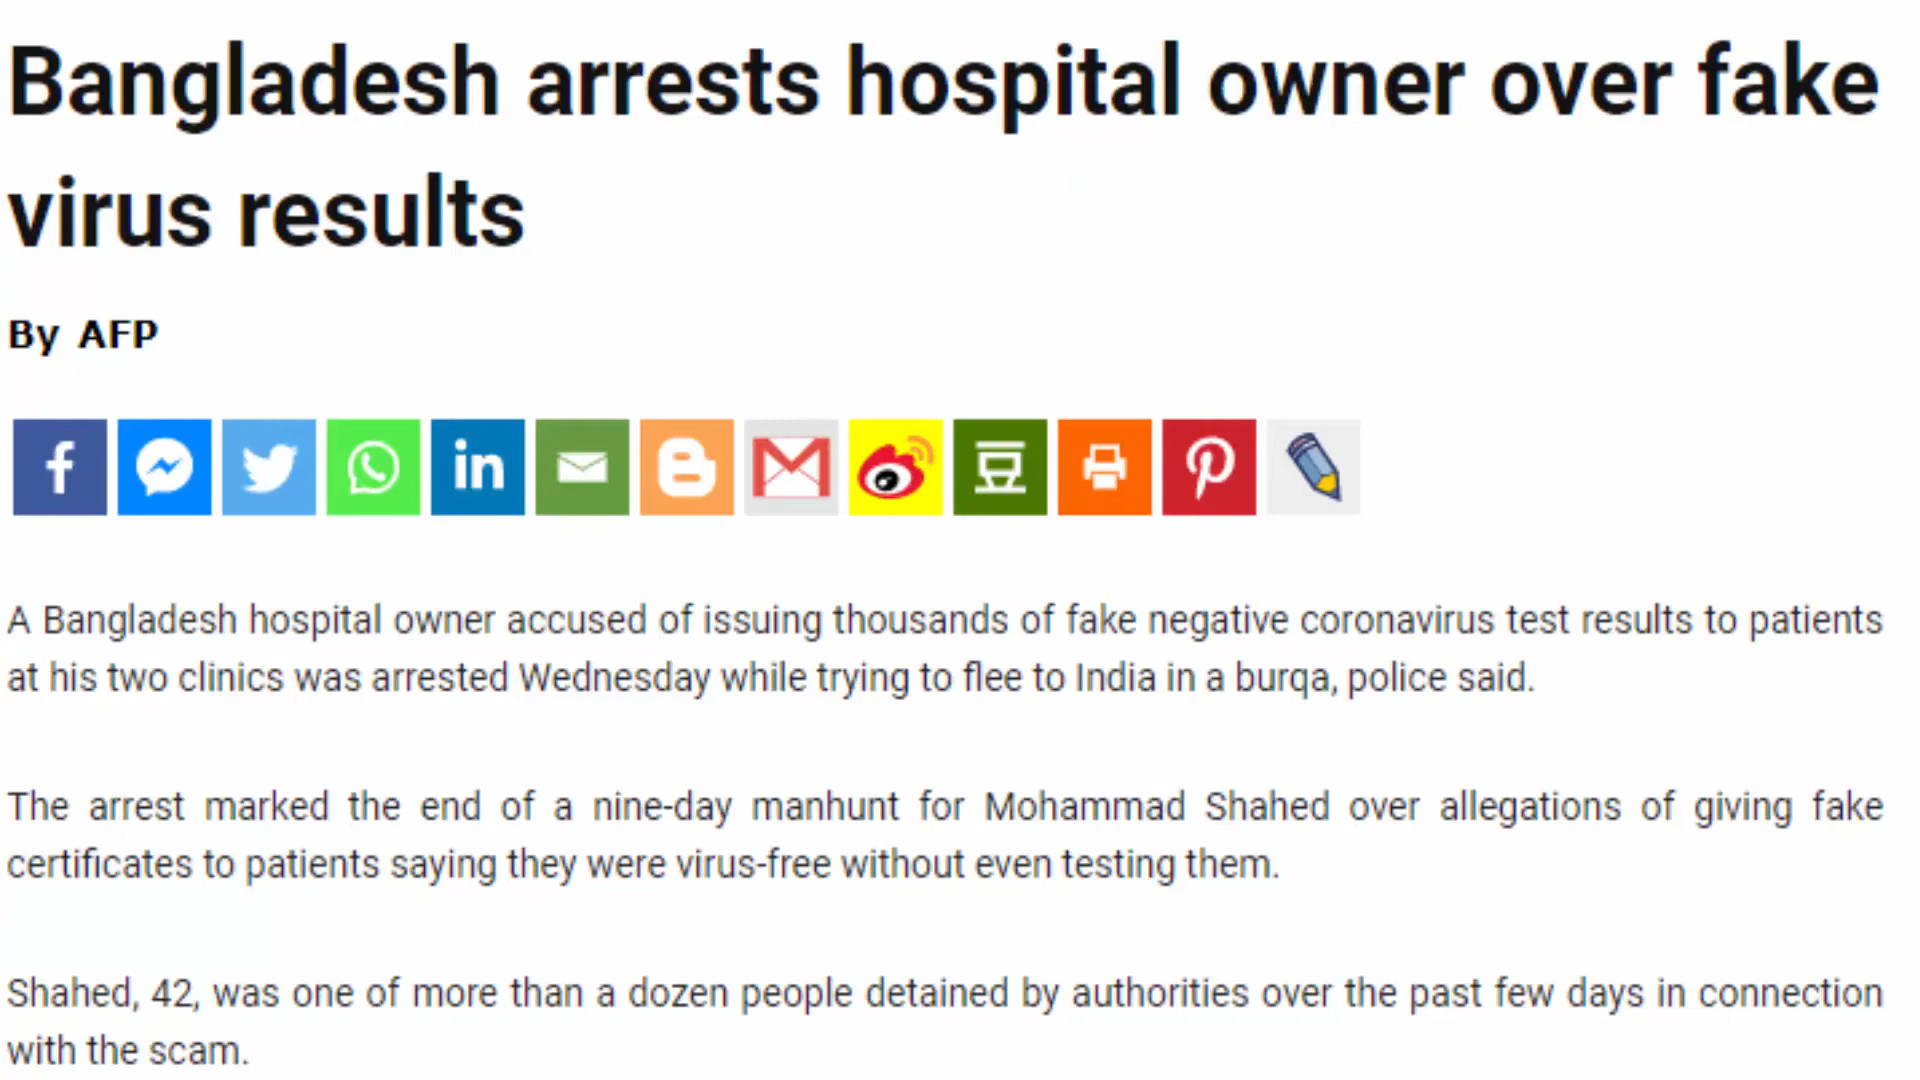 Bangladesh arrests hospital owner over fake
virus results
By AFP
f
in
B
M
豆
P
A Bangladesh hospital owner accused of issuing thousands of fake negative coronavirus test results to patients
at his two clinics was arrested Wednesday while trying to flee to India in a burqa, police said.
The arrest marked the end of a nine-day manhunt for Mohammad Shahed over allegations of giving fake
certificates to patients saying they were virus-free without even testing them.
Shahed, 42, was one of more than a dozen people detained by authorities over the past few days in connection
with the scam.